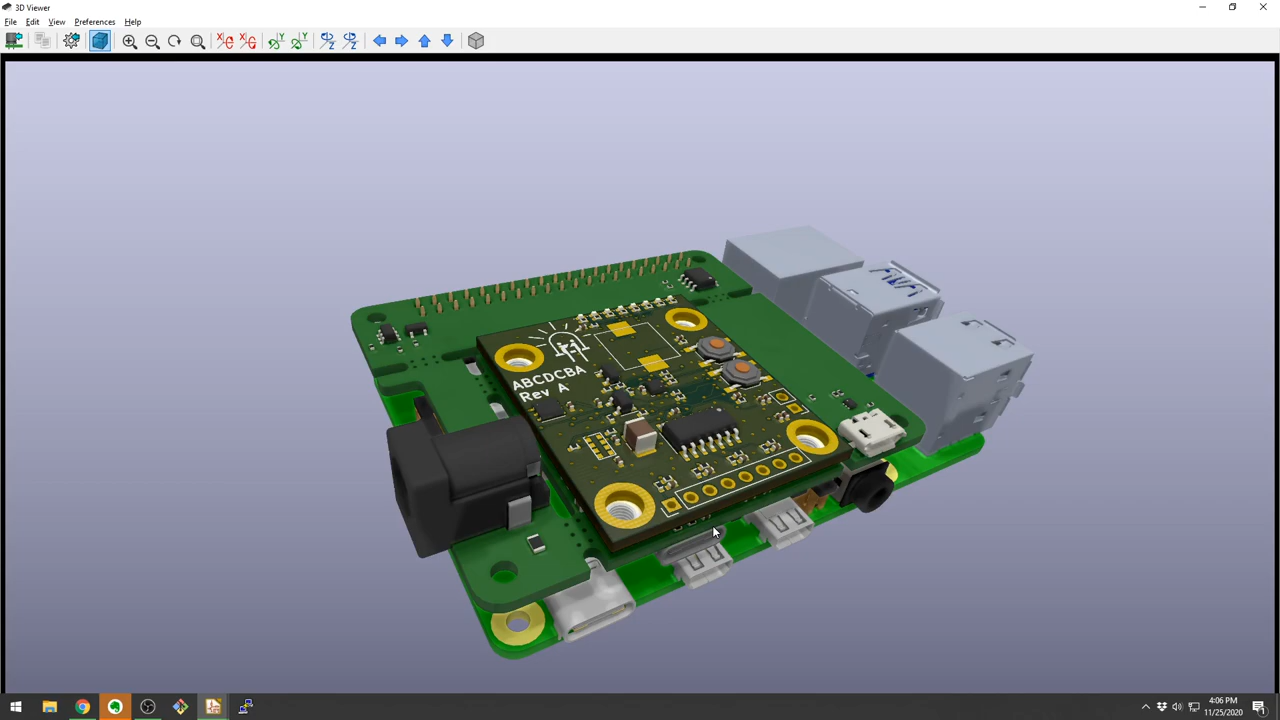 3D Viewer
File Edit View Preferences Help
ABCDCBA
Rev A
4:06 PM
11/25/2020